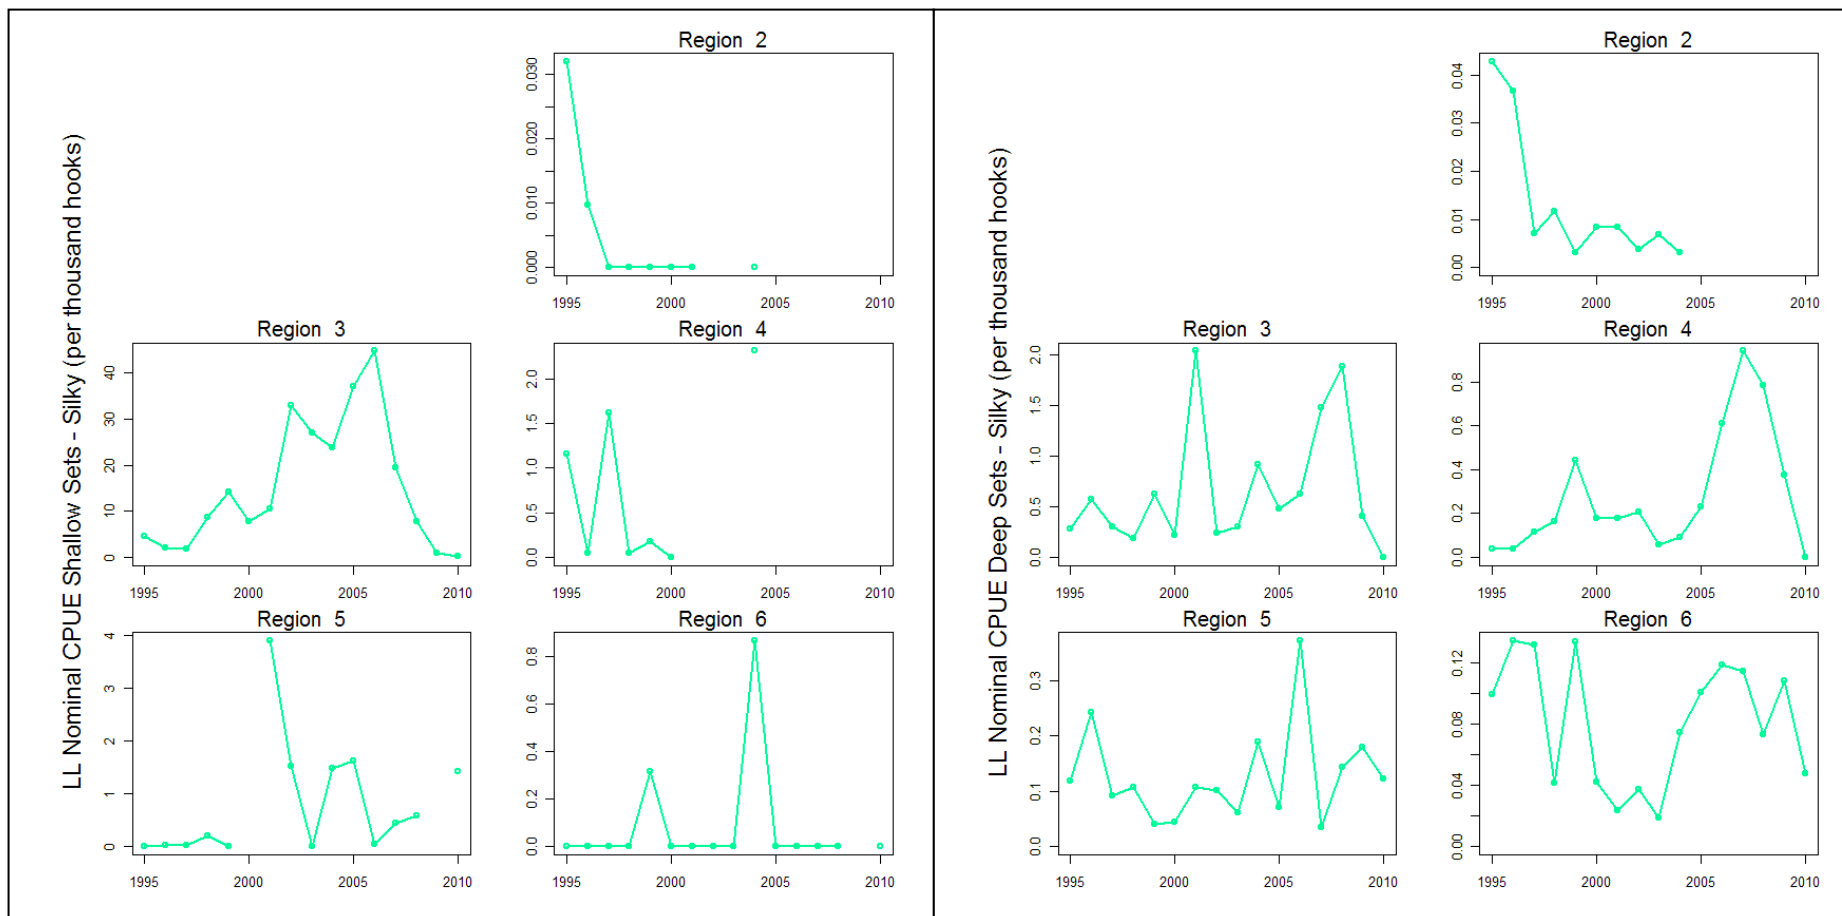 LL Nominal CPUE Shallow Sets - Silky (per thousand hooks)
Region 2
0.030
0.020
0.010
0.000
1995 2000 2005 2010
Region 3
40
30
20
10
0
1995 2000 2005 2010
Region 4
2.0
1.5
1.0
0.5
0.0
1995 2000 2005 2010
Region 5
4
3
2
1
0
1995 2000 2005 2010
Region 6
0.8
0.6
0.4
0.2
0.0
1995 2000 2005 2010
LL Nominal CPUE Deep Sets - Silky (per thousand hooks)
Region 2
0.04
0.03
0.02
0.01
0.00
1995 2000 2005 2010
Region 3
2.0
1.5
1.0
0.5
0.0
1995 2000 2005 2010
Region 4
0.8
0.6
0.4
0.2
0.0
1995 2000 2005 2010
Region 5
0.3
0.2
0.1
0.0
1995 2000 2005 2010
Region 6
0.12
0.08
0.04
0.00
1995 2000 2005 2010